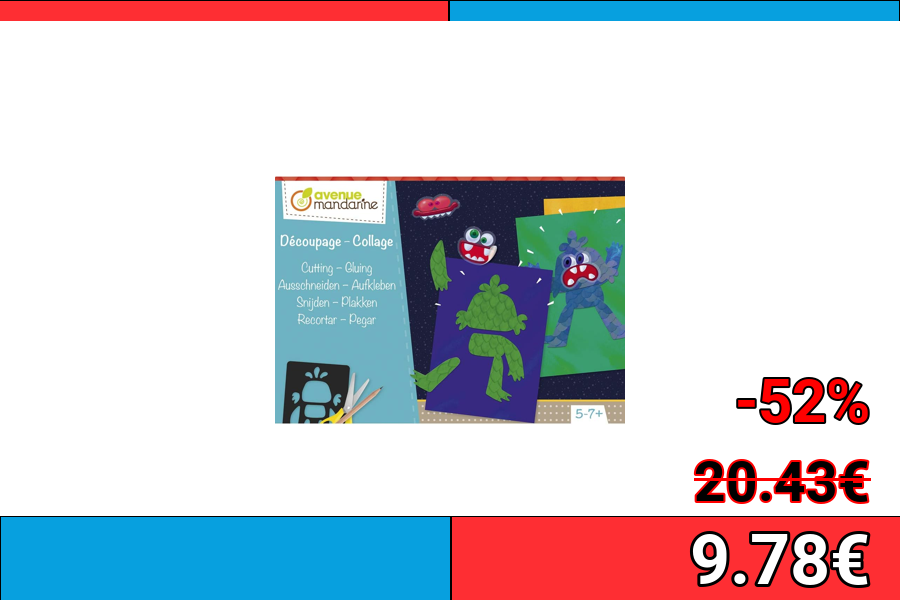 avenue
mandarine
Découpage - Collage
Cutting - Gluing
Ausschneiden - Aufkleben
Snijden - Plakken
Recortar - Pegar
5-7+
-52%
20.43€
9.78€